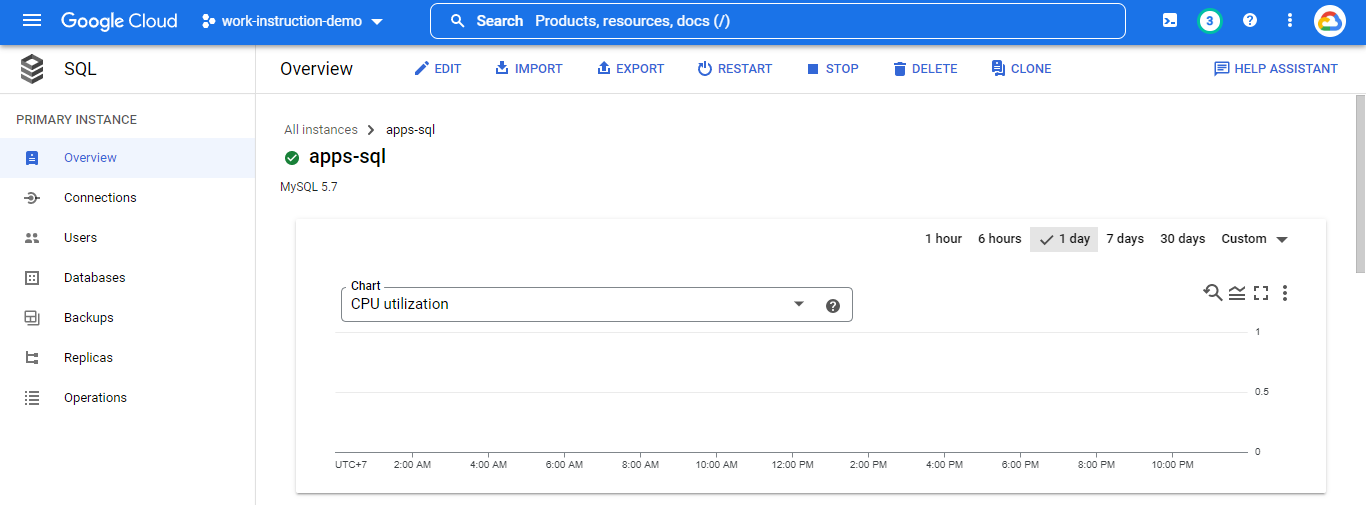 Google Cloud work-instruction-demo Search Products, resources, docs (/) 3
SQL
Overview EDIT IMPORT EXPORT RESTART STOP DELETE CLONE HELP ASSISTANT
PRIMARY INSTANCE
Overview
Connections
Users
Databases
Backups
Replicas
Operations
All instances apps-sql
apps-sql
MySQL 5.7
1 hour 6 hours 1 day 7 days 30 days Custom
Chart
CPU utilization
1
0.5
0
UTC+7 2:00 AM 4:00 AM 6:00 AM 8:00 AM 10:00 AM 12:00 PM 2:00 PM 4:00 PM 6:00 PM 8:00 PM 10:00 PM